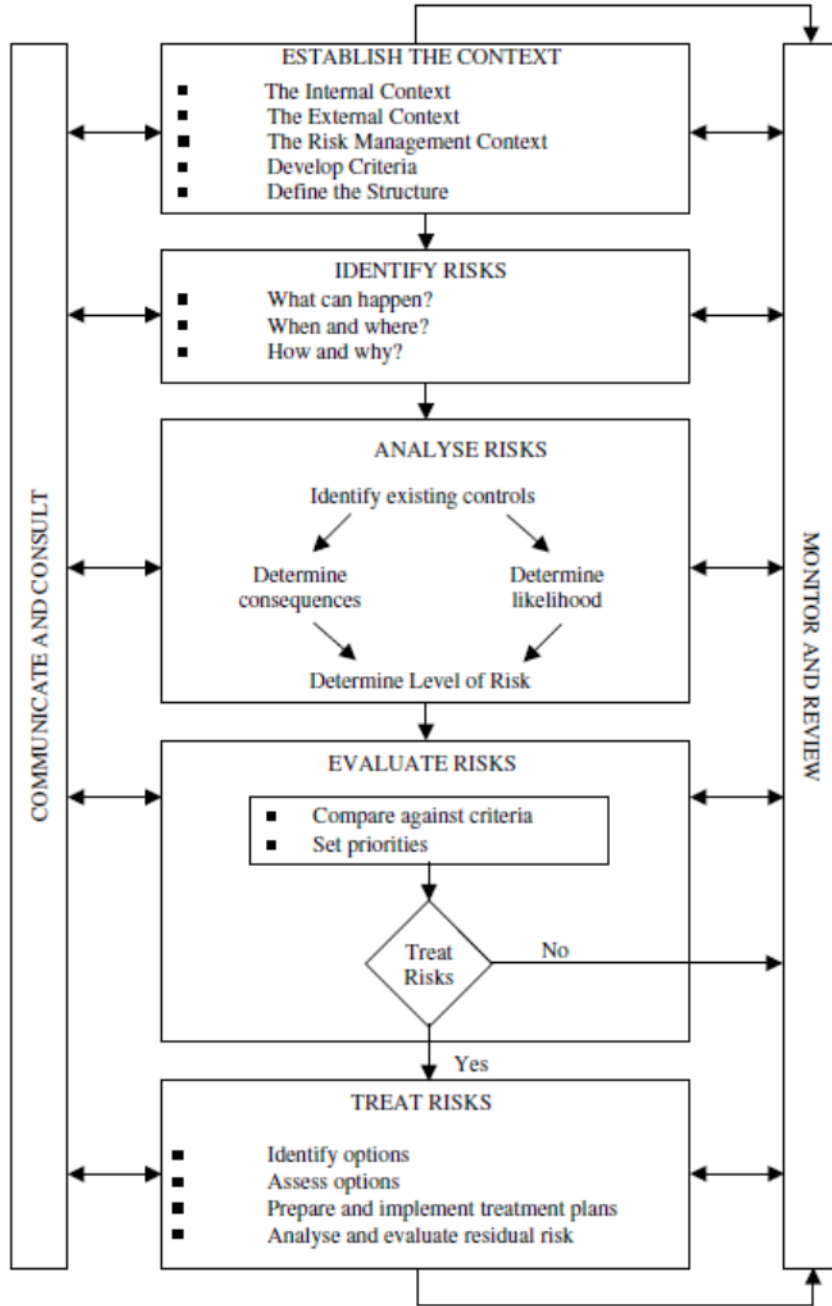 ESTABLISH THE CONTEXT
The Internal Context
The External Context
The Risk Management Context
Develop Criteria
Define the Structure
IDENTIFY RISKS
What can happen?
When and where?
How and why?
ANALYSE RISKS
Identify existing controls
Determine
consequences
Determine
likelihood
Determine Level of Risk
EVALUATE RISKS
Compare against criteria
Set priorities
Treat
Risks
No
Yes
TREAT RISKS
Identify options
Assess options
Prepare and implement treatment plans
Analyse and evaluate residual risk
COMMUNICATE AND CONSULT
MONITOR AND REVIEW